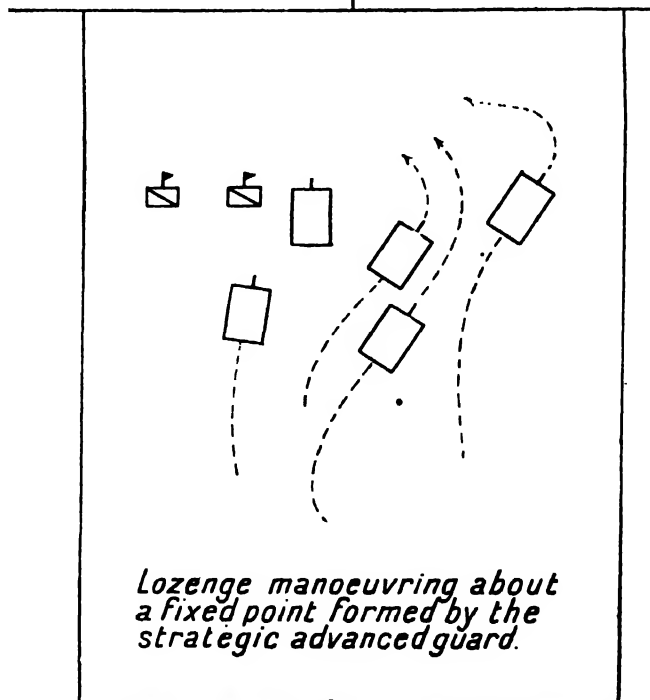 Lozenge manoeuvring about
a fixed point formed by the
strategic advanced guard.